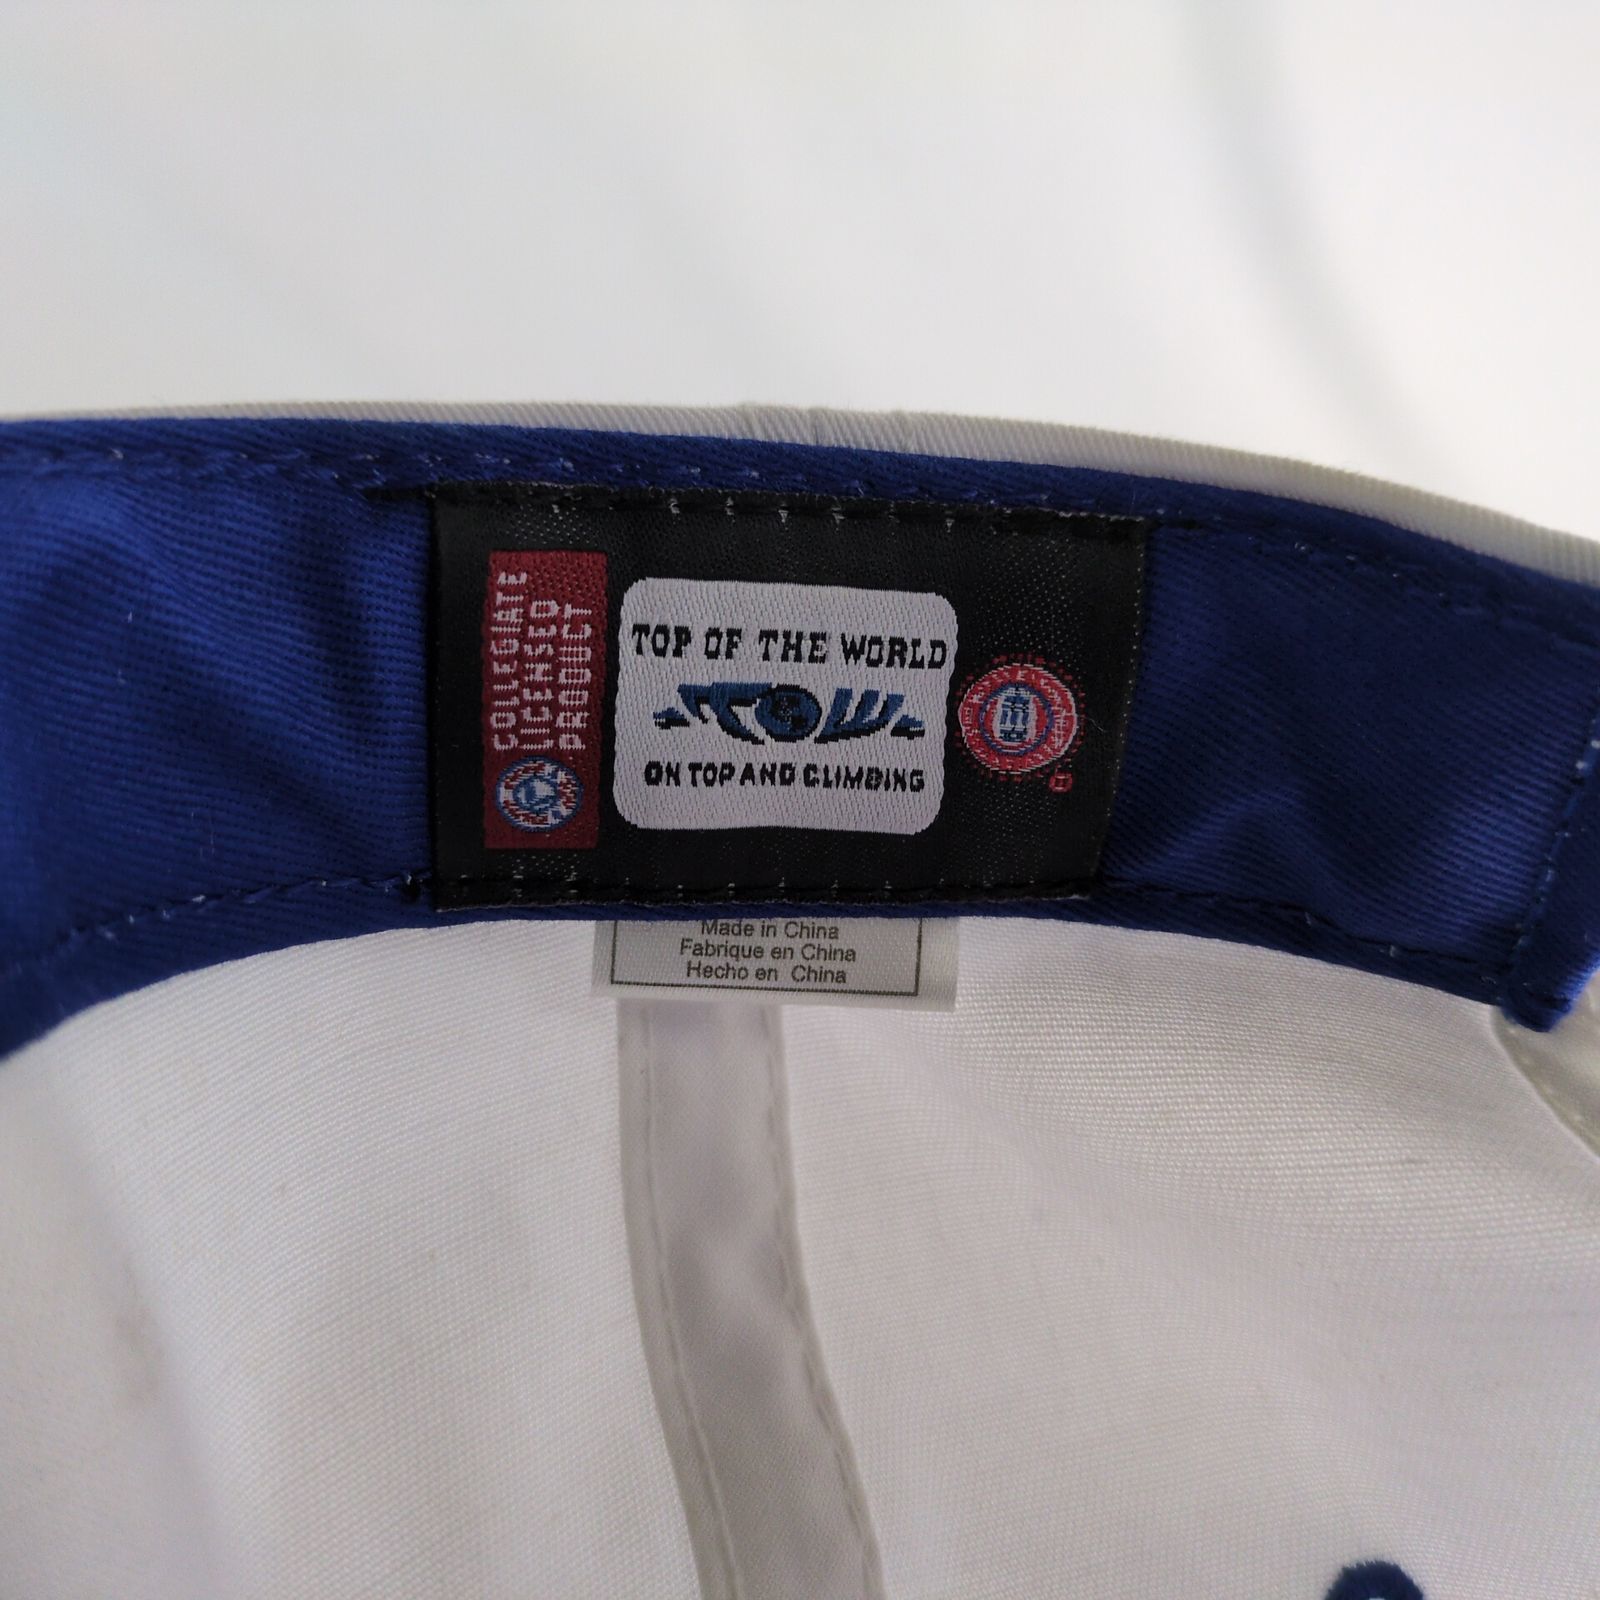 COLLEGIATE
LICENSED
PRODUCT
TOP OF THE WORLD
TOW
ON TOP AND CLIMBING
Made in China
Fabrique en China
Hecho en China